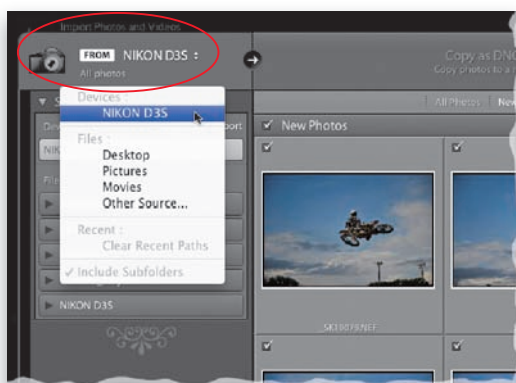 Import Photos and Videos
FROM NIKON D3S
All photos
Copy as DNG
Copy photos to a
Devices :
NIKON D3S
Files :
Desktop
Pictures
Movies
Other Source...
Recent :
Clear Recent Paths
✓ Include Subfolders
NIKON D3S
All Photos
New
New Photos